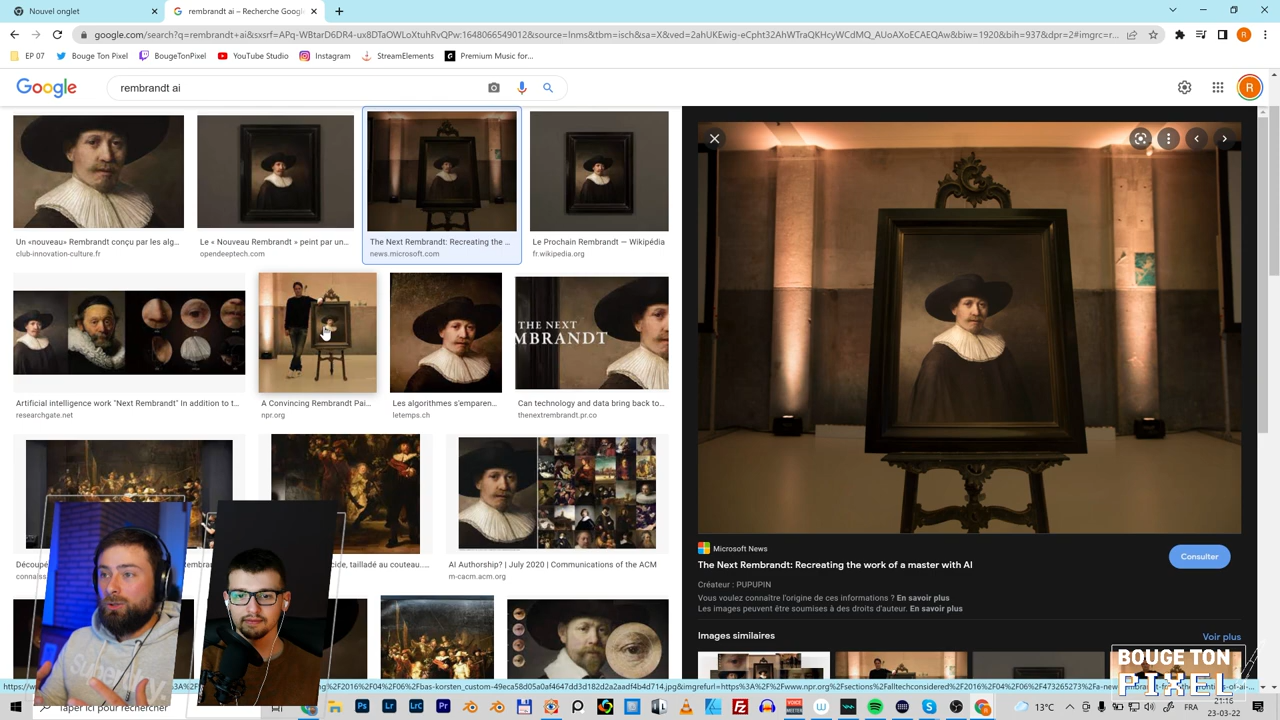 Nouvel onglet
rembrandt ai – Recherche Googl
google.com/search?q=rembrandt+ai&sxsrf=APq-WBtarD6DR4-ux8DTaOWLoXtuhRvQPw:1648066549012&source=lnms&tbm=isch&sa=X&ved=2ahUKEwig-eCpht32AhWTraQKHcyWCdMQ_AUoAXoECAEQAw&biw=1920&bih=937&dpr=2#imgrc=r...
EP 07
Bouge Ton Pixel
BougeTonPixel
YouTube Studio
Instagram
StreamElements
Premium Music for...
Google
rembrandt ai
Un «nouveau» Rembrandt conçu par les alg...
club-innovation-culture.fr
Le « Nouveau Rembrandt » peint par un...
opendeeptech.com
The Next Rembrandt: Recreating the ...
news.microsoft.com
Le Prochain Rembrandt — Wikipédia
fr.wikipedia.org
THE NEXT
MBRANDT
Artificial intelligence work "Next Rembrandt" In addition to t...
researchgate.net
A Convincing Rembrandt Pai...
npr.org
Les algorithmes s'emparen...
letemps.ch
Can technology and data bring back to...
thenextrembrandt.pr.co
Découpé
connaiss
cide, tailladé au couteau....
AI Authorship? | July 2020 | Communications of the ACM
m-cacm.acm.org
Microsoft News
Consulter
The Next Rembrandt: Recreating the work of a master with AI
Créateur : PUPUPIN
Vous voulez connaître l'origine de ces informations ? En savoir plus
Les images peuvent être soumises à des droits d'auteur. En savoir plus
Images similaires
Voir plus
BOUGE TON
PIXEL
Taper ici pour rechercher
13°C
FRA
23-03-22